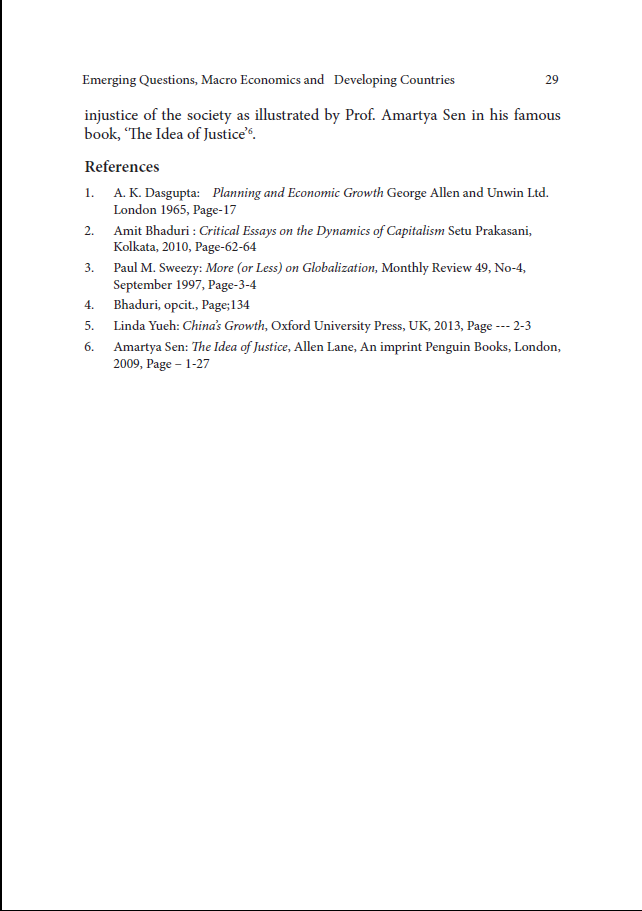 Emerging Questions, Macro Economics and Developing Countries 29
injustice of the society as illustrated by Prof. Amartya Sen in his famous
book, ‘The Idea of Justice’⁶.
References
1. A. K. Dasgupta: Planning and Economic Growth George Allen and Unwin Ltd.
London 1965, Page-17
2. Amit Bhaduri : Critical Essays on the Dynamics of Capitalism Setu Prakasani,
Kolkata, 2010, Page-62-64
3. Paul M. Sweezy: More (or Less) on Globalization, Monthly Review 49, No-4,
September 1997, Page-3-4
4. Bhaduri, opcit., Page;134
5. Linda Yueh: China’s Growth, Oxford University Press, UK, 2013, Page --- 2-3
6. Amartya Sen: The Idea of Justice, Allen Lane, An imprint Penguin Books, London,
2009, Page – 1-27